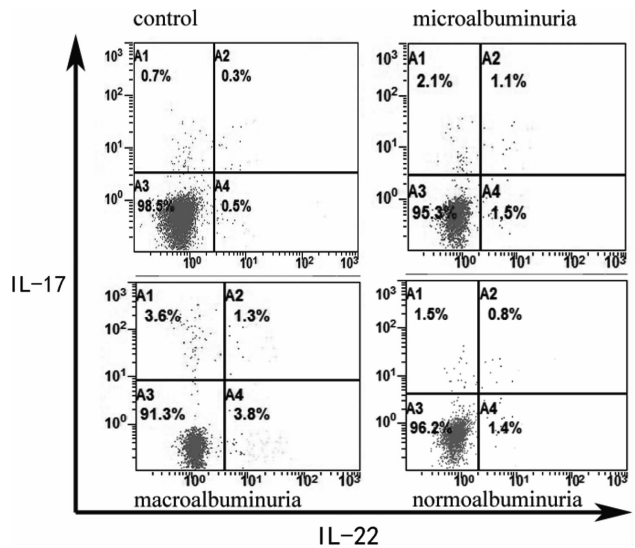 control
microalbuminuria
10³
A1
0.7%
A2
0.3%
10²
10¹
10⁰
A3
98.5%
A4
0.5%
10⁰ 10¹ 10² 10³
10³
A1
2.1%
A2
1.1%
10²
10¹
10⁰
A3
95.3%
A4
1.5%
10⁰ 10¹ 10² 10³
IL-17
10³
A1
3.6%
A2
1.3%
10²
10¹
10⁰
A3
91.3%
A4
3.8%
10⁰ 10¹ 10² 10³
10³
A1
1.5%
A2
0.8%
10²
10¹
10⁰
A3
96.2%
A4
1.4%
10⁰ 10¹ 10² 10³
macroalbuminuria
normoalbuminuria
IL-22